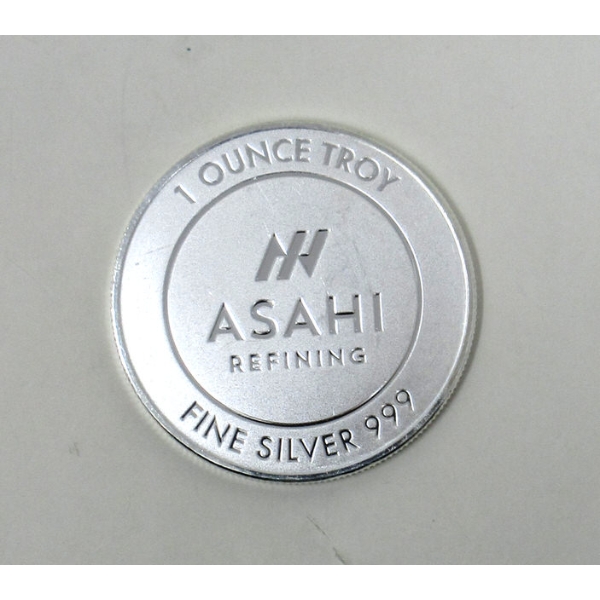 1 OUNCE TROY
ASAHI
REFINING
FINE SILVER 999